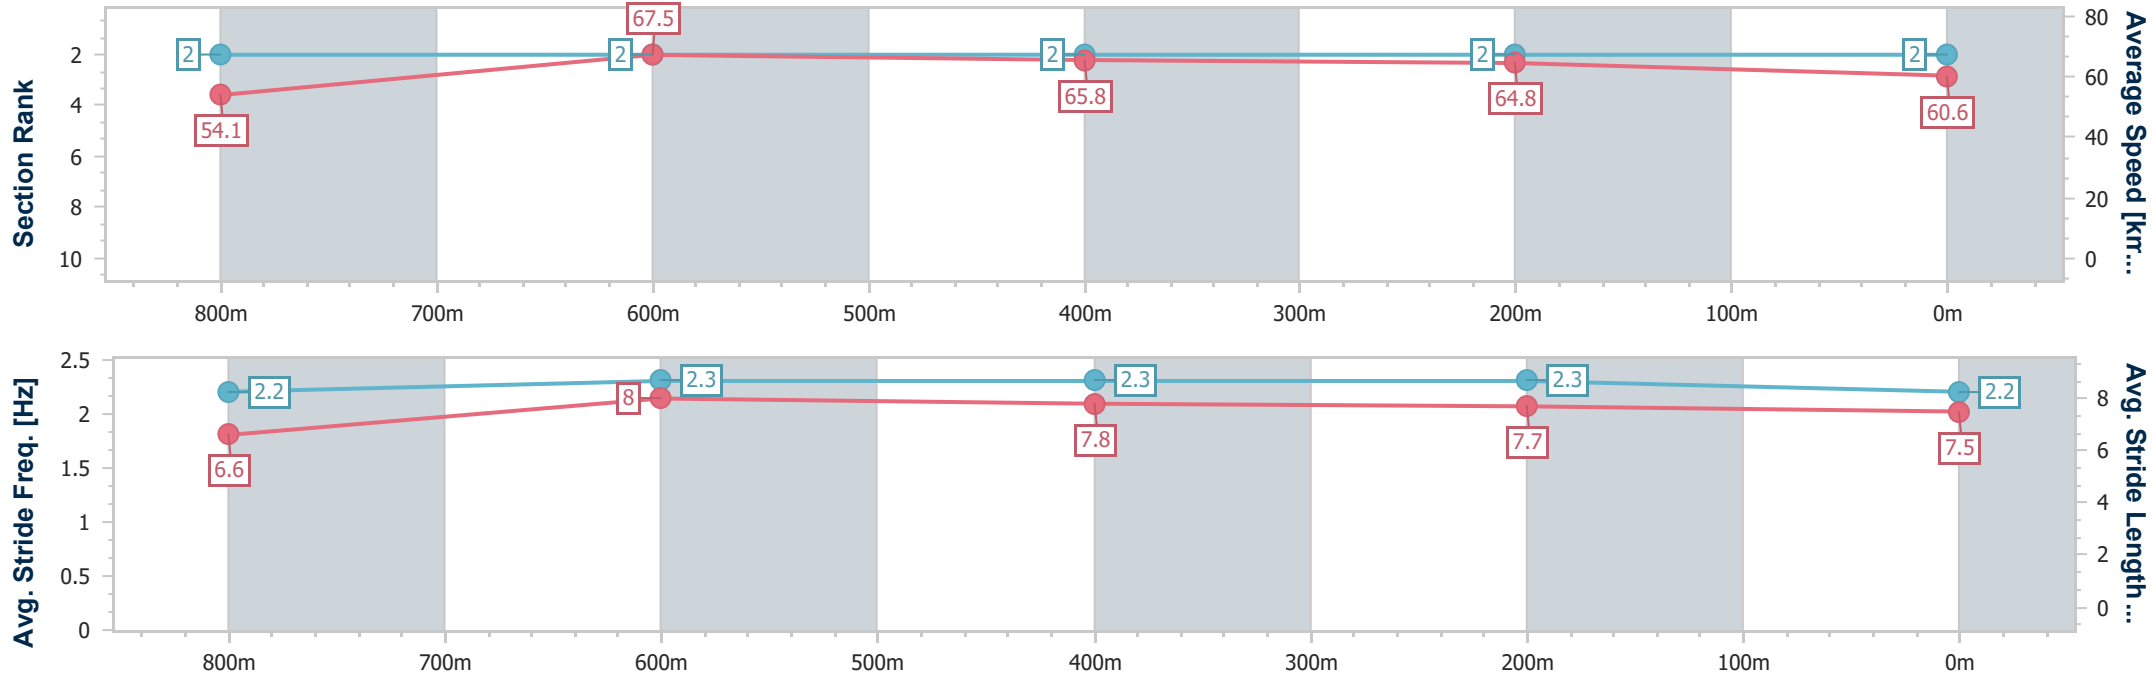 Section Rank
2
4
6
8
10
Average Speed [km...
80
60
40
20
0
2
2
2
2
2
54.1
67.5
65.8
64.8
60.6
800m
700m
600m
500m
400m
300m
200m
100m
0m
Avg. Stride Freq. [Hz]
2.5
2
1.5
1
0.5
0
Avg. Stride Length ...
8
6
4
2
0
2.2
2.3
2.3
2.3
2.2
6.6
8
7.8
7.7
7.5
800m
700m
600m
500m
400m
300m
200m
100m
0m